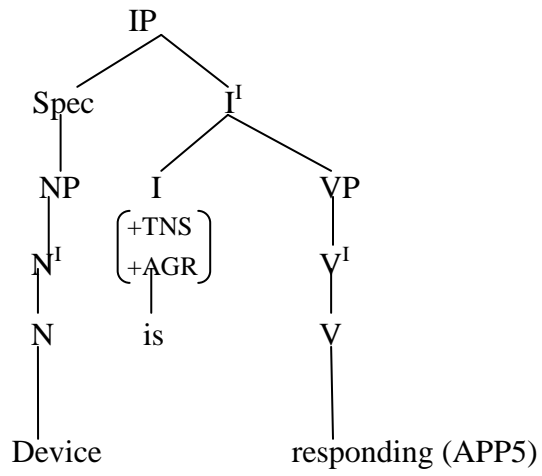 IP
Spec I^I
NP I VP
+TNS
N^I +AGR V^I
N is V
Device responding (APP5)